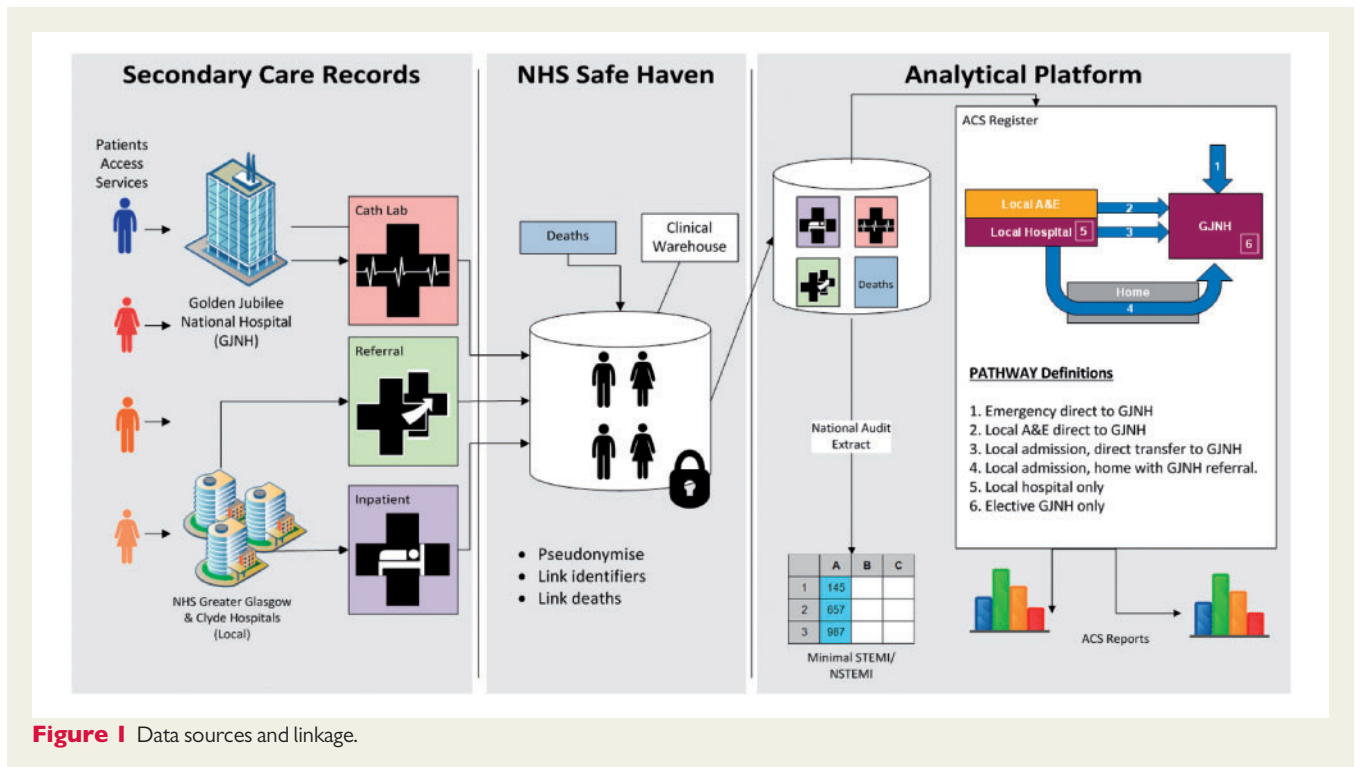 Secondary Care Records
Patients
Access
Services
Golden Jubilee
National Hospital
(GJNH)
NHS Greater Glasgow
& Clyde Hospitals
(Local)
Cath Lab
Referral
Inpatient
NHS Safe Haven
Deaths
Clinical
Warehouse
• Pseudonymise
• Link identifiers
• Link deaths
Analytical Platform
Deaths
National Audit
Extract
A B C
1 145
2 657
3 987
Minimal STEMI/
NSTEMI
ACS Register
1
Local A&E
2
Local Hospital 5
3
GJNH
6
Home
4
PATHWAY Definitions
1. Emergency direct to GJNH
2. Local A&E direct to GJNH
3. Local admission, direct transfer to GJNH
4. Local admission, home with GJNH referral.
5. Local hospital only
6. Elective GJNH only
ACS Reports
Figure 1 Data sources and linkage.